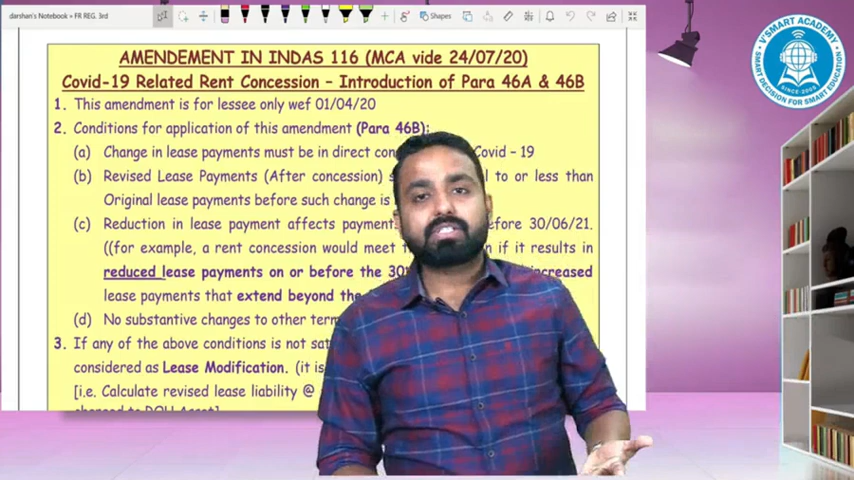 darshan's Notebook » FR REG. 3rd
Shapes
V'SMART ACADEMY
SINCE-2005
SMART DECISION FOR SMART EDUCATION
AMENDEMENT IN INDAS 116 (MCA vide 24/07/20)
Covid-19 Related Rent Concession – Introduction of Para 46A & 46B
1. This amendment is for lessee only wef 01/04/20
2. Conditions for application of this amendment (Para 46B):
(a) Change in lease payments must be in direct Covid – 19
(b) Revised Lease Payments (After concession) to or less than
Original lease payments before such change is
(c) Reduction in lease payment affects 30/06/21.
((for example, a rent concession would meet if it results in
reduced lease payments on or before the increased
lease payments that extend beyond the
(d) No substantive changes to other
3. If any of the above conditions is not
considered as Lease Modification. (it is
[i.e. Calculate revised lease liability @